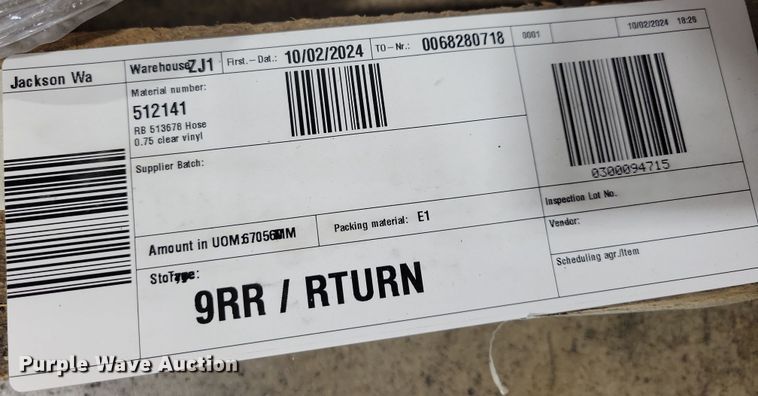 Jackson Wa
Warehouse ZJ1
First.- Dat.: 10/02/2024
TO-Nr.: 0068280718
0001
10/02/2024 18:26
Material number:
512141
RB 513678 Hose
0.75 clear vinyl
0300094715
Supplier Batch:
Inspection Lot No.
Amount in UOM:
Packing material: E1
Vendor:
9RR / RTURN
Scheduling agr./Item
Purple Wave Auction